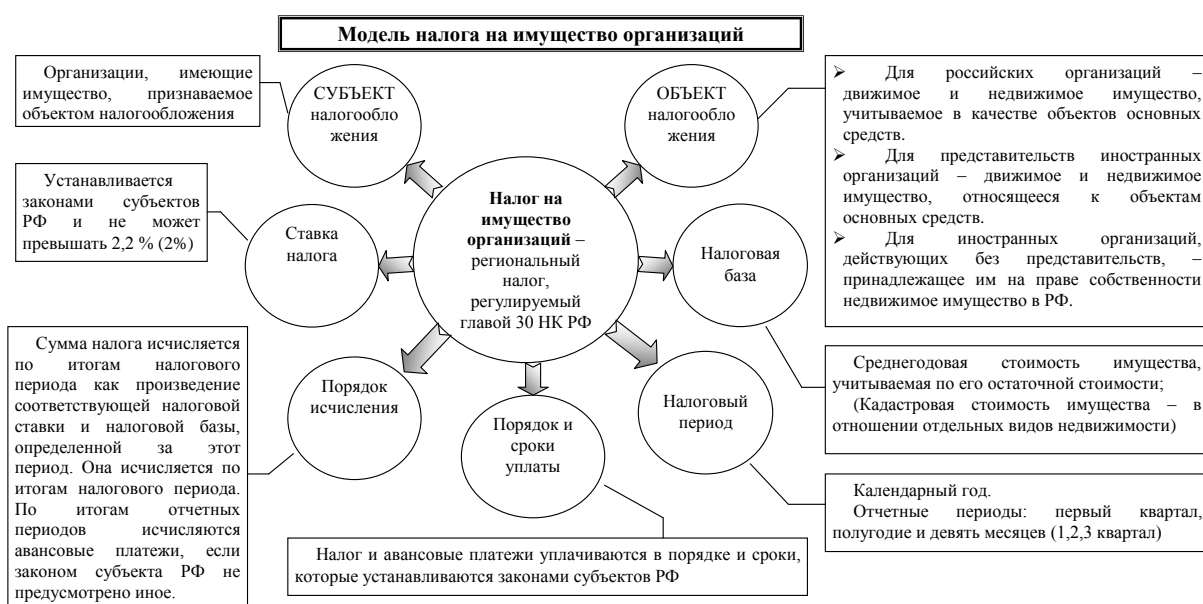 Модель налога на имущество организаций
Организации, имеющие
имущество, признаваемое
объектом налогообложения
СУБЪЕКТ
налогообло
жения
ОБЪЕКТ
налогообло
жения
➢ Для российских организаций –
движимое и недвижимое имущество,
учитываемое в качестве объектов основных
средств.
➢ Для представительств иностранных
организаций – движимое и недвижимое
имущество, относящееся к объектам
основных средств.
➢ Для иностранных организаций,
действующих без представительств, –
принадлежащее им на праве собственности
недвижимое имущество в РФ.
Устанавливается
законами субъектов
РФ и не может
превышать 2,2 % (2%)
Ставка
налога
Налог на
имущество
организаций –
региональный
налог,
регулируемый
главой 30 НК РФ
Налоговая
база
Сумма налога исчисляется
по итогам налогового
периода как произведение
соответствующей налоговой
ставки и налоговой базы,
определенной за этот
период. Она исчисляется по
итогам налогового периода.
По итогам отчетных
периодов исчисляются
авансовые платежи, если
законом субъекта РФ не
предусмотрено иное.
Порядок
исчисления
Порядок и
сроки
уплаты
Налоговый
период
Среднегодовая стоимость имущества,
учитываемая по его остаточной стоимости;
(Кадастровая стоимость имущества – в
отношении отдельных видов недвижимости)
Календарный год.
Отчетные периоды: первый квартал,
полугодие и девять месяцев (1,2,3 квартал)
Налог и авансовые платежи уплачиваются в порядке и сроки,
которые устанавливаются законами субъектов РФ